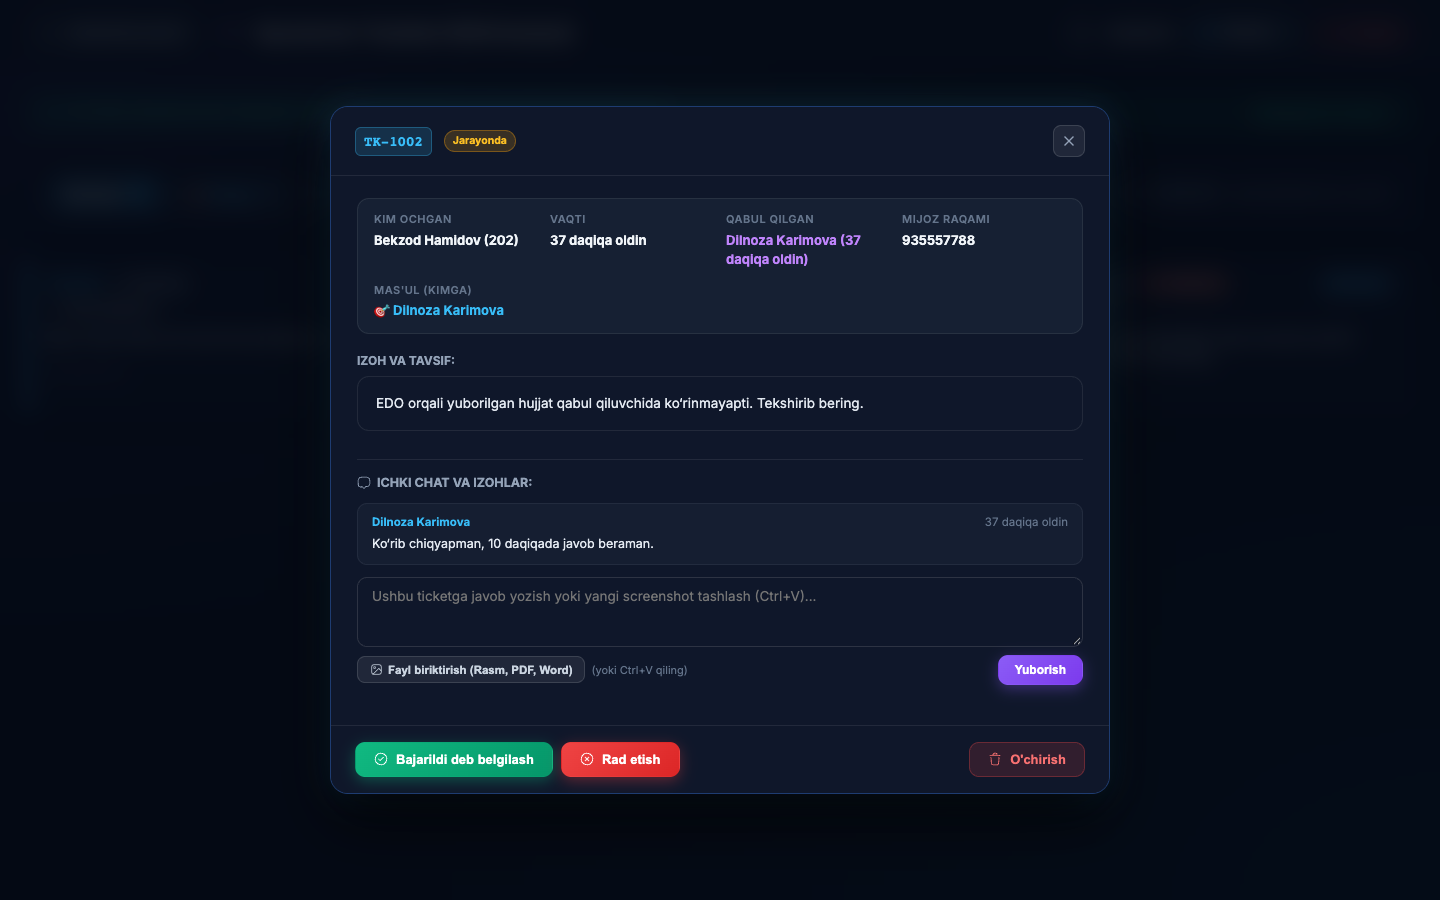 TK-1002 Jarayonda
KIM OCHGAN VAQTI QABUL QILGAN MIJOZ RAQAMI
Bekzod Hamidov (202) 37 daqiqa oldin Dilnoza Karimova (37 daqiqa oldin) 935557788
MAS'UL (KIMGA)
🎯 Dilnoza Karimova
IZOH VA TAVSIF:
EDO orqali yuborilgan hujjat qabul qiluvchida ko‘rinmayapti. Tekshirib bering.
ICHKI CHAT VA IZOHLAR:
Dilnoza Karimova 37 daqiqa oldin
Ko‘rib chiqyapman, 10 daqiqada javob beraman.
Ushbu ticketga javob yozish yoki yangi screenshot tashlash (Ctrl+V)...
Fayl biriktirish (Rasm, PDF, Word) (yoki Ctrl+V qiling) Yuborish
Bajarildi deb belgilash Rad etish O'chirish